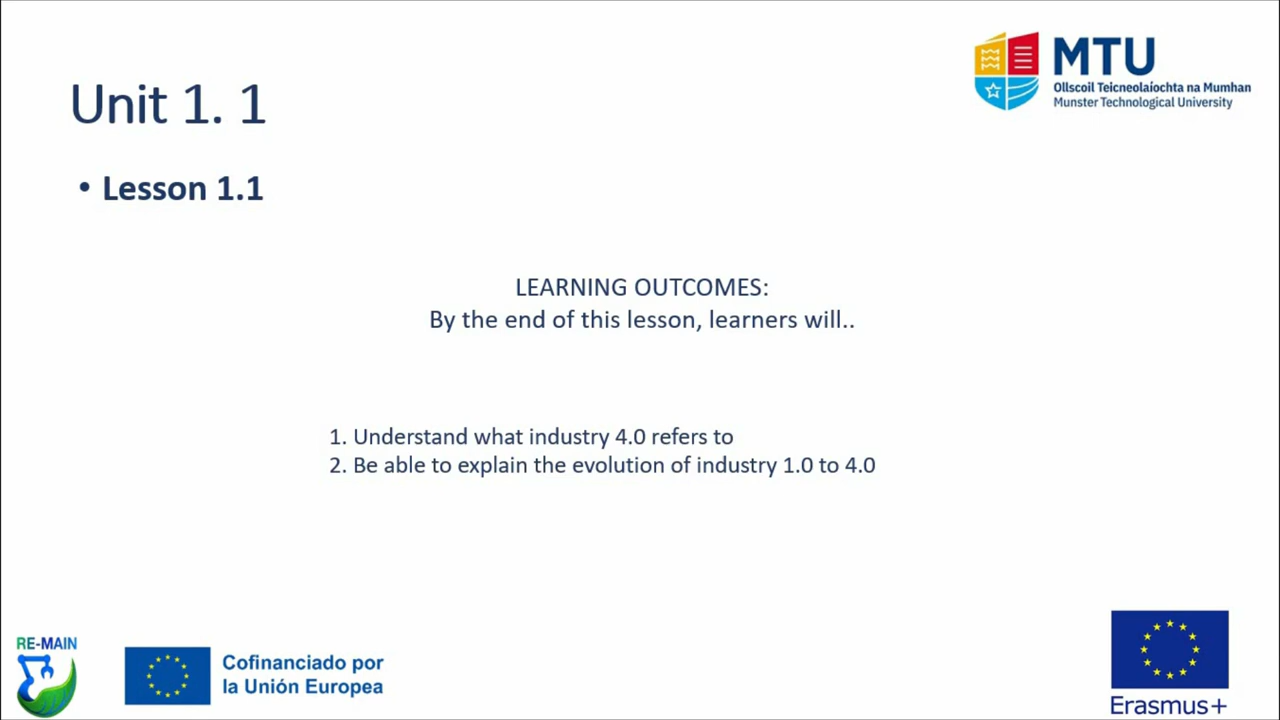 MTU
Ollscoil Teicneolaíochta na Mumhan
Munster Technological University
Unit 1. 1
• Lesson 1.1
LEARNING OUTCOMES:
By the end of this lesson, learners will..
1. Understand what industry 4.0 refers to
2. Be able to explain the evolution of industry 1.0 to 4.0
RE-MAIN
Cofinanciado por
la Unión Europea
Erasmus+